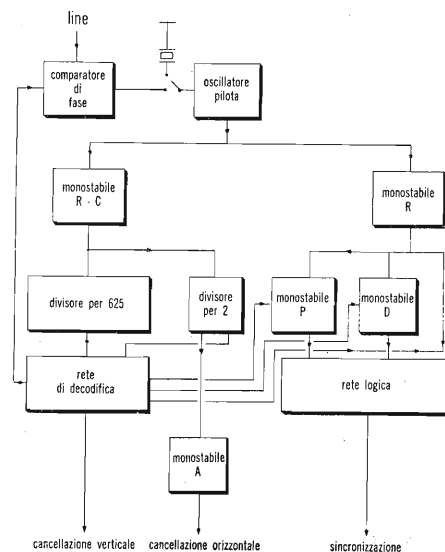 line
comparatore
di
fase
oscillatore
pilota
monostabile
R - C
monostabile
R
divisore per 625
divisore
per 2
monostabile
P
monostabile
D
rete
di decodifica
rete logica
monostabile
A
cancellazione verticale
cancellazione orizzontale
sincronizzazione